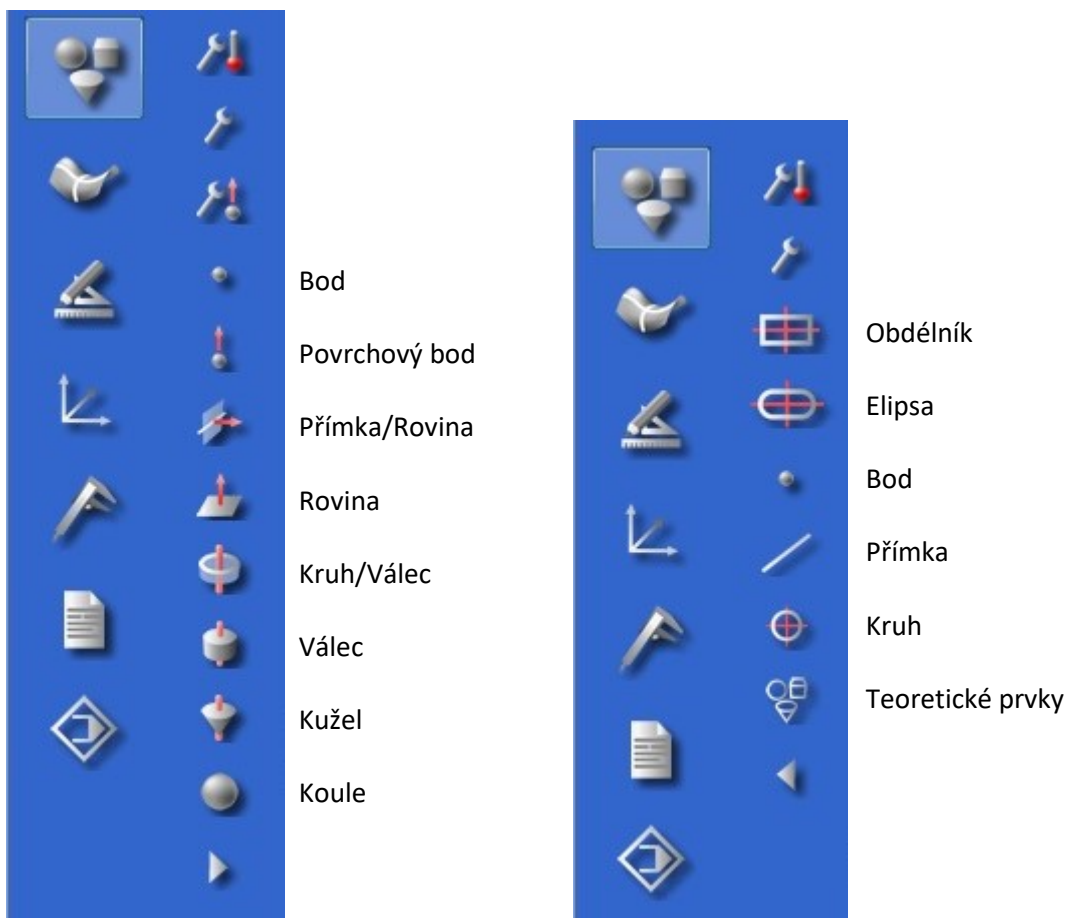 Bod
Povrchový bod
Přímka/Rovina
Rovina
Kruh/Válec
Válec
Kužel
Koule
Obdélník
Elipsa
Bod
Přímka
Kruh
Teoretické prvky